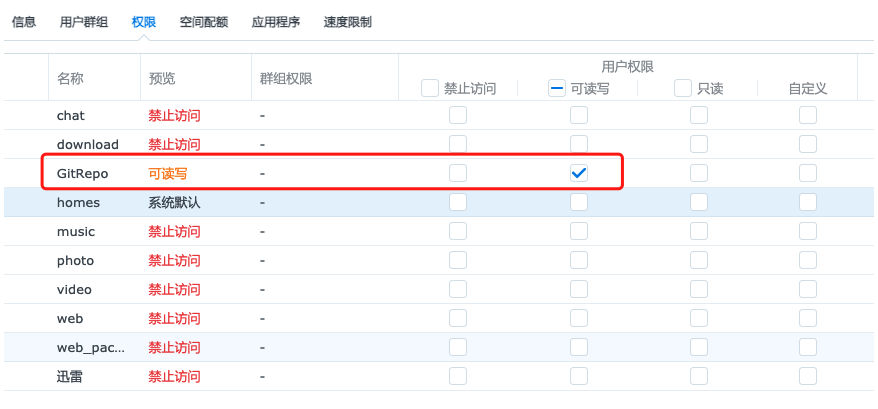 信息 用户群组 权限 空间配额 应用程序 速度限制
用户权限
名称 预览 群组权限 禁止访问 可读写 只读 自定义
chat 禁止访问 -
download 禁止访问 -
GitRepo 可读写 -
homes 系统默认 -
music 禁止访问 -
photo 禁止访问 -
video 禁止访问 -
web 禁止访问 -
web_pac... 禁止访问 -
迅雷 禁止访问 -